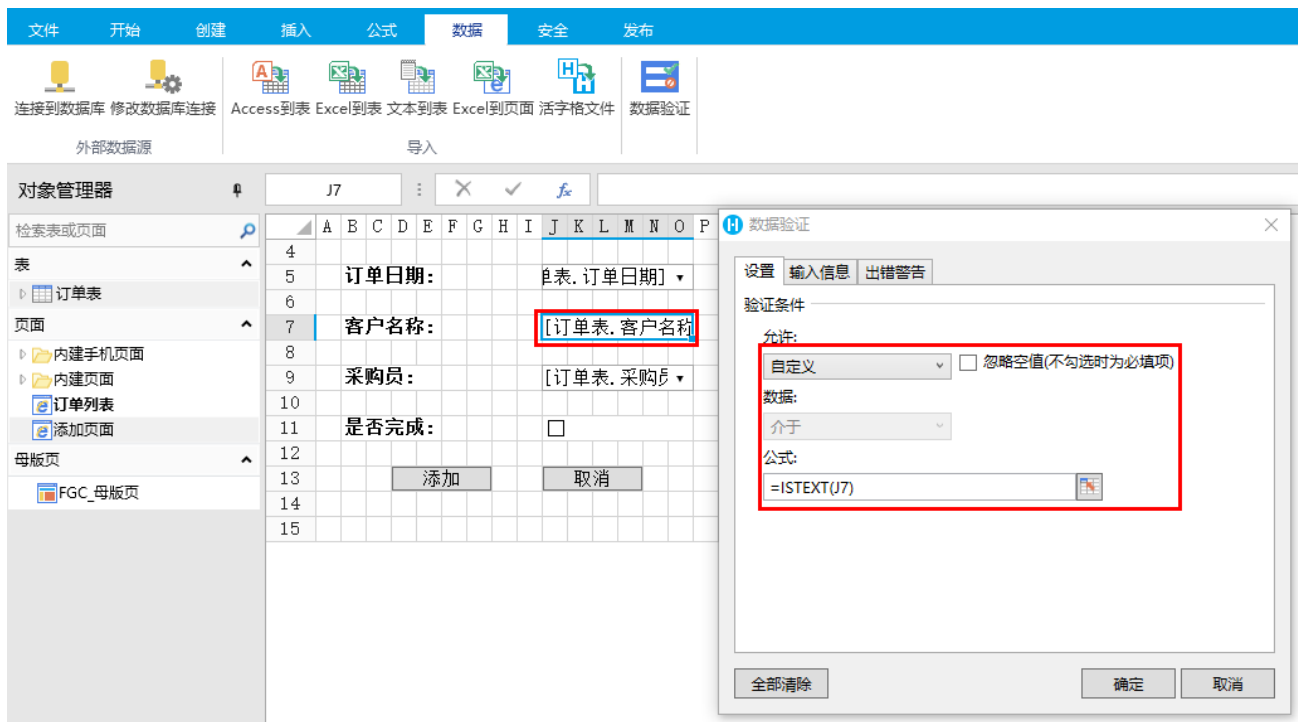 文件 开始 创建 插入 公式 数据 安全 发布
连接到数据库 修改数据库连接 Access到表 Excel到表 文本到表 Excel到页面 活字格文件 数据验证
外部数据源 导入
对象管理器 J7 fx
检索表或页面
表
订单表
页面
内建手机页面
内建页面
订单列表
添加页面
母版页
FGC_母版页
A B C D E F G H I J K L M N O P
4
5 订单日期: 单表.订单日期]
6
7 客户名称: [订单表.客户名称
8
9 采购员: [订单表.采购员
10
11 是否完成:
12
13 添加 取消
14
15
数据验证
设置 输入信息 出错警告
验证条件
允许:
自定义 忽略空值(不勾选时为必填项)
数据:
介于
公式:
=ISTEXT(J7)
全部清除 确定 取消